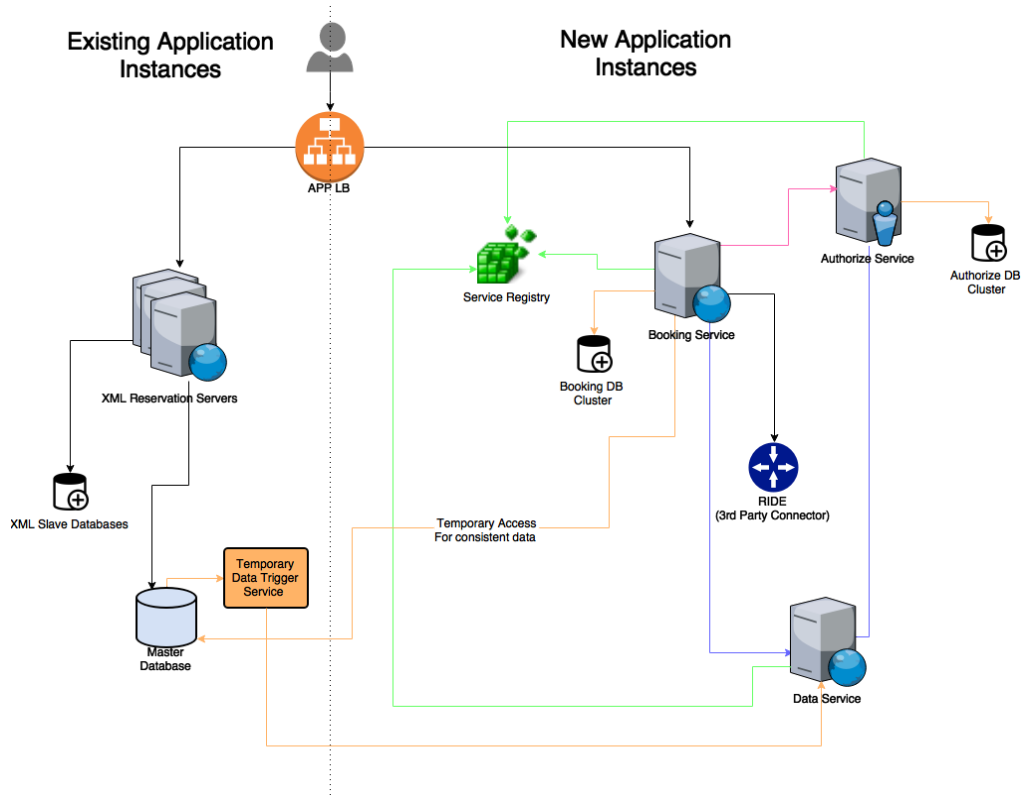 Existing Application
Instances
New Application
Instances
APP LB
Authorize Service
Authorize DB
Cluster
Service Registry
Booking Service
Booking DB
Cluster
XML Reservation Servers
XML Slave Databases
RIDE
(3rd Party Connector)
Temporary Access
For consistent data
Temporary
Data Trigger
Service
Master
Database
Data Service